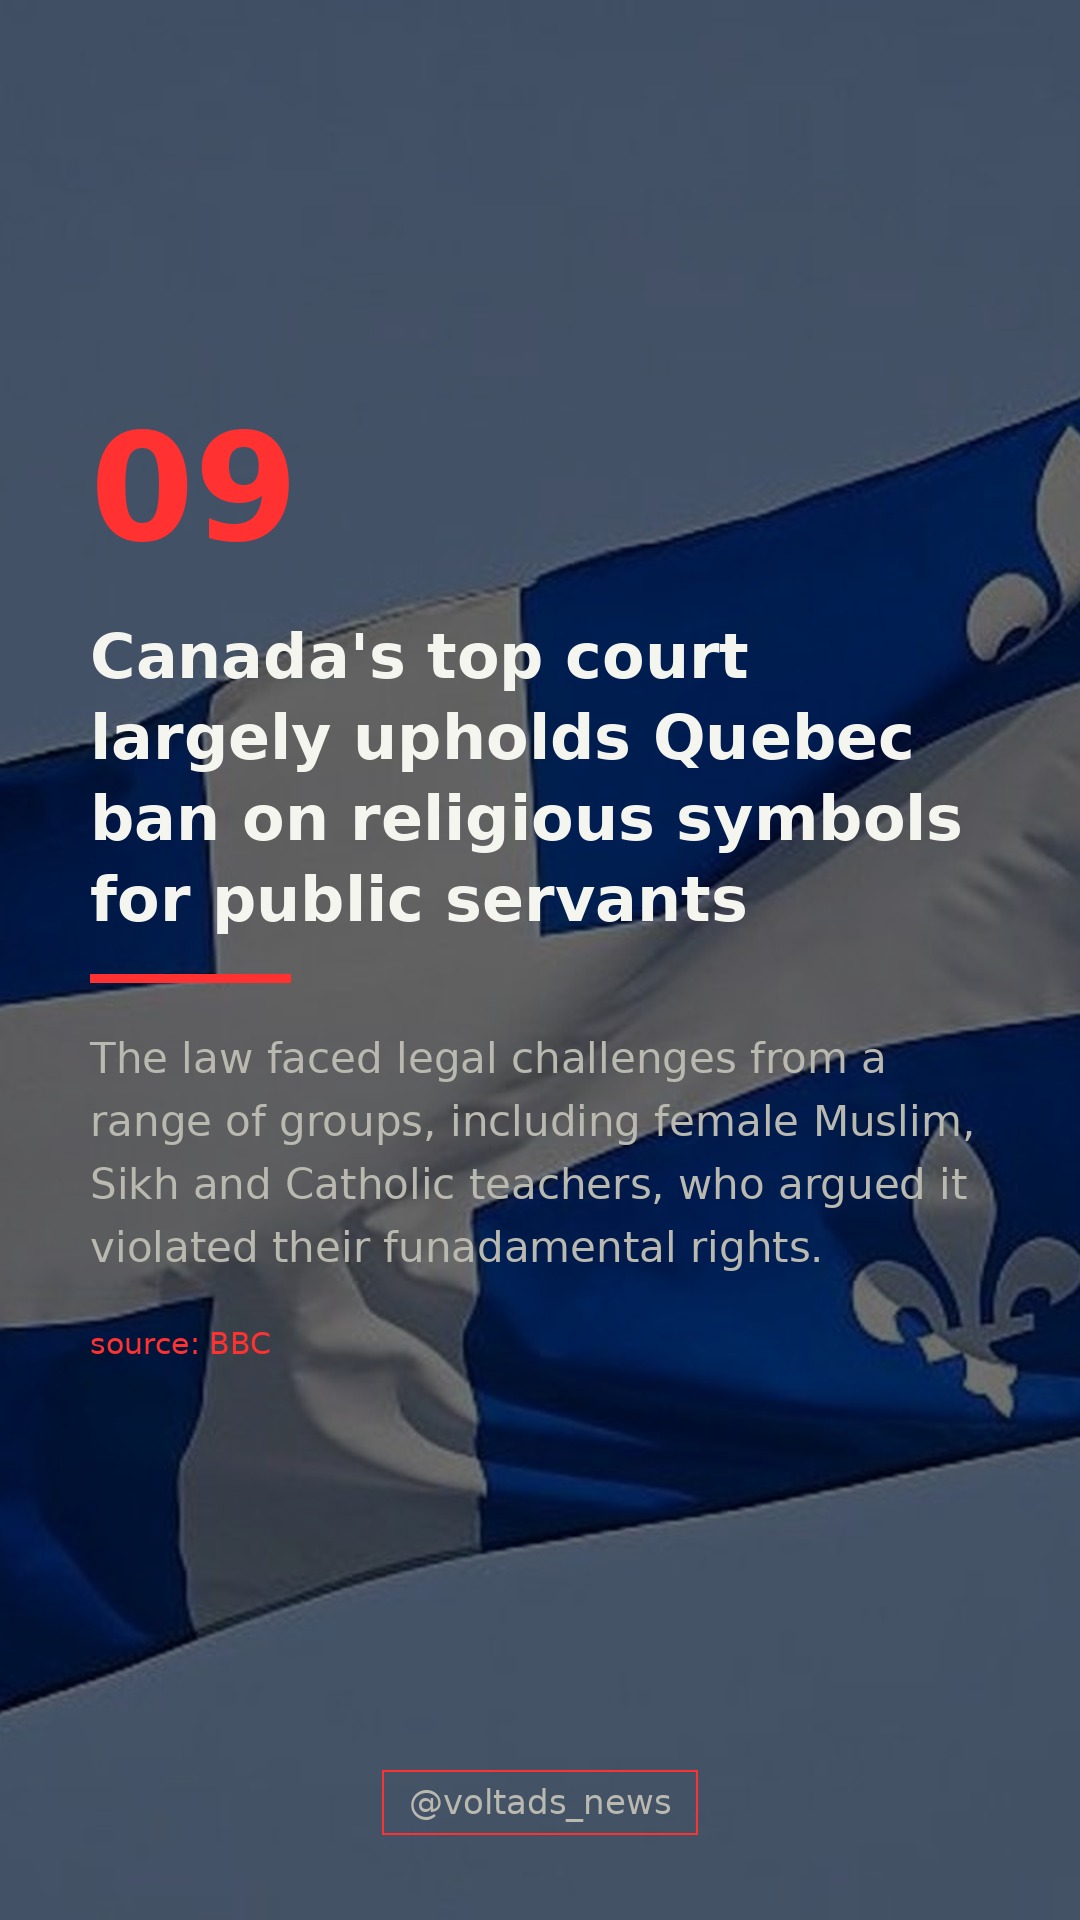 09
Canada's top court
largely upholds Quebec
ban on religious symbols
for public servants
The law faced legal challenges from a
range of groups, including female Muslim,
Sikh and Catholic teachers, who argued it
violated their funadamental rights.
source: BBC
@voltads_news